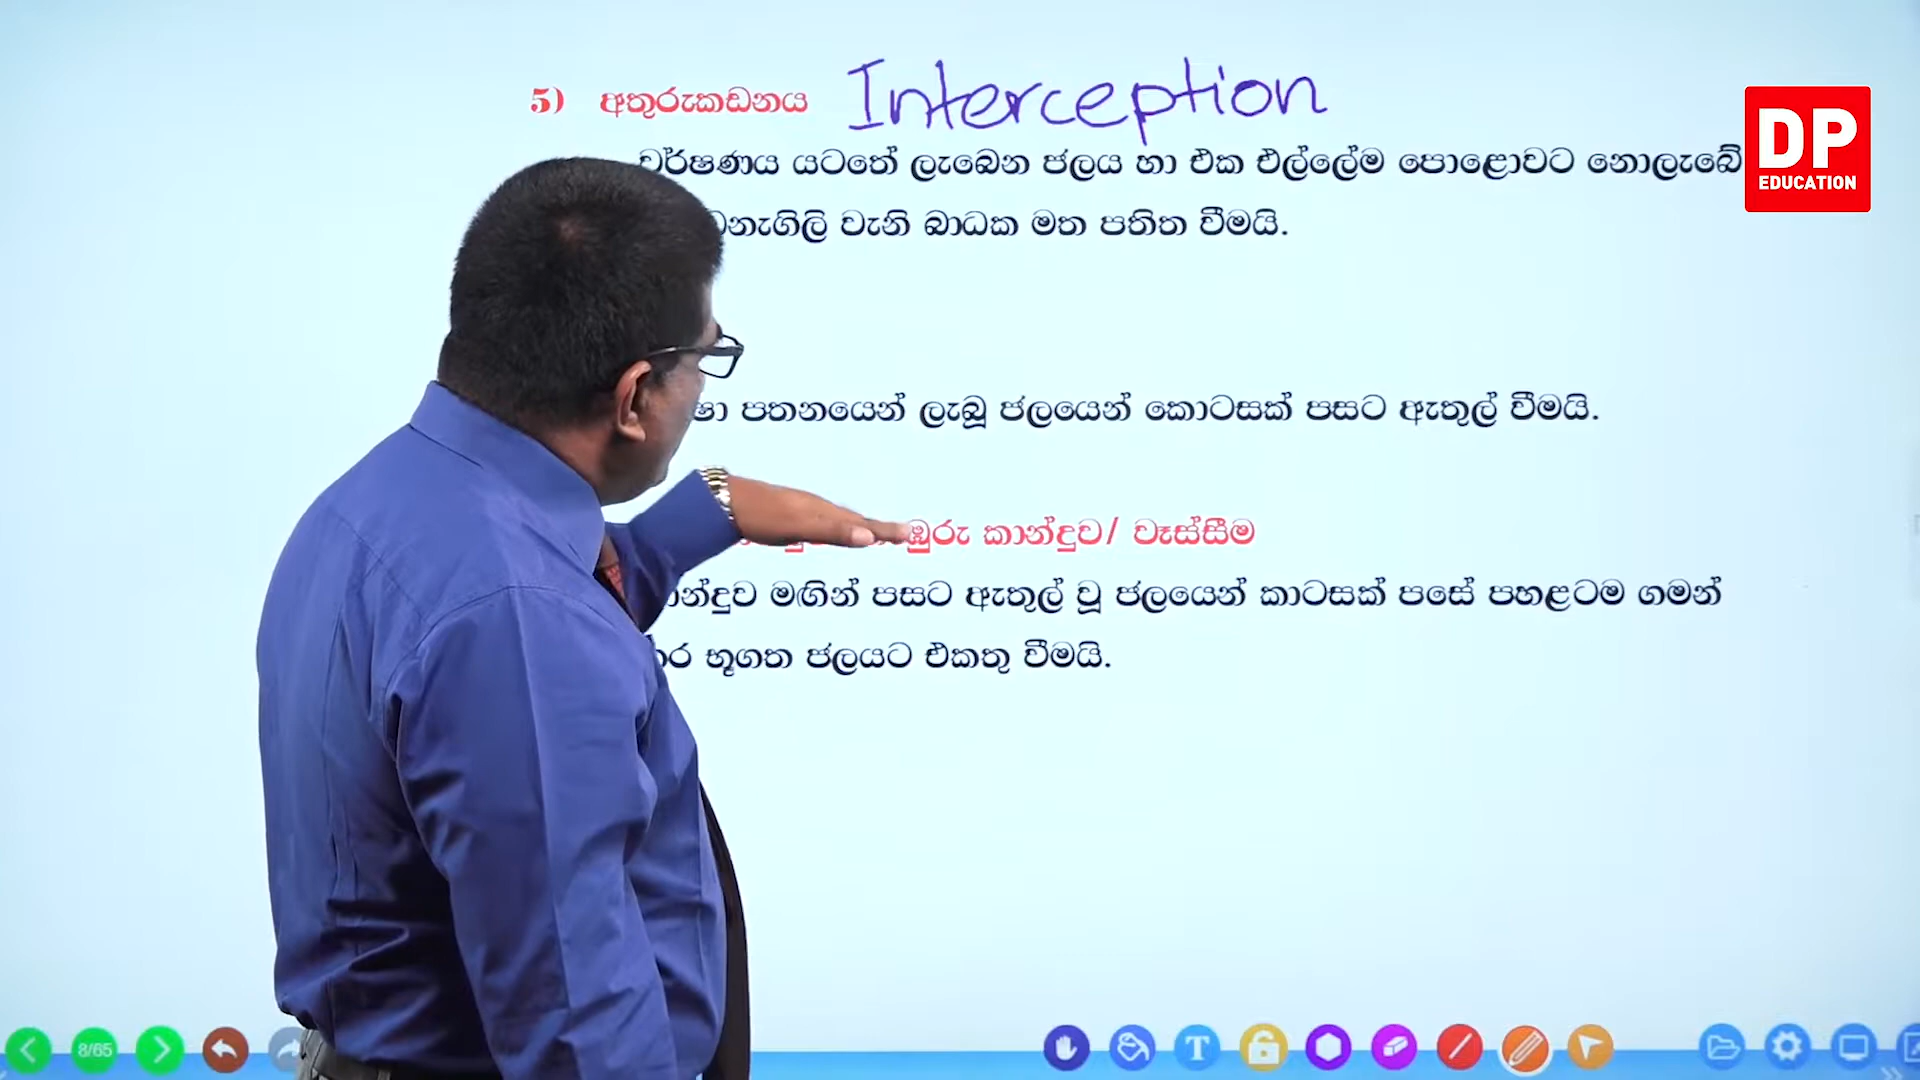 5) අතුරුකඩනය Interception
වර්ෂණය යටතේ ලැබෙන ජලය හා එක එල්ලේම පොළොවට නොලැබේ
වැනි බාධක මත පතිත වීමයි.
පතනයෙන් ලැබූ ජලයෙන් කොටසක් පසට ඇතුල් වීමයි.
කාන්දුව/ වෑස්සීම
මඟින් පසට ඇතුල් වූ ජලයෙන් කාටසක් පසේ පහළටම ගමන්
භූගත ජලයට එකතු වීමයි.
DP
EDUCATION
8/65